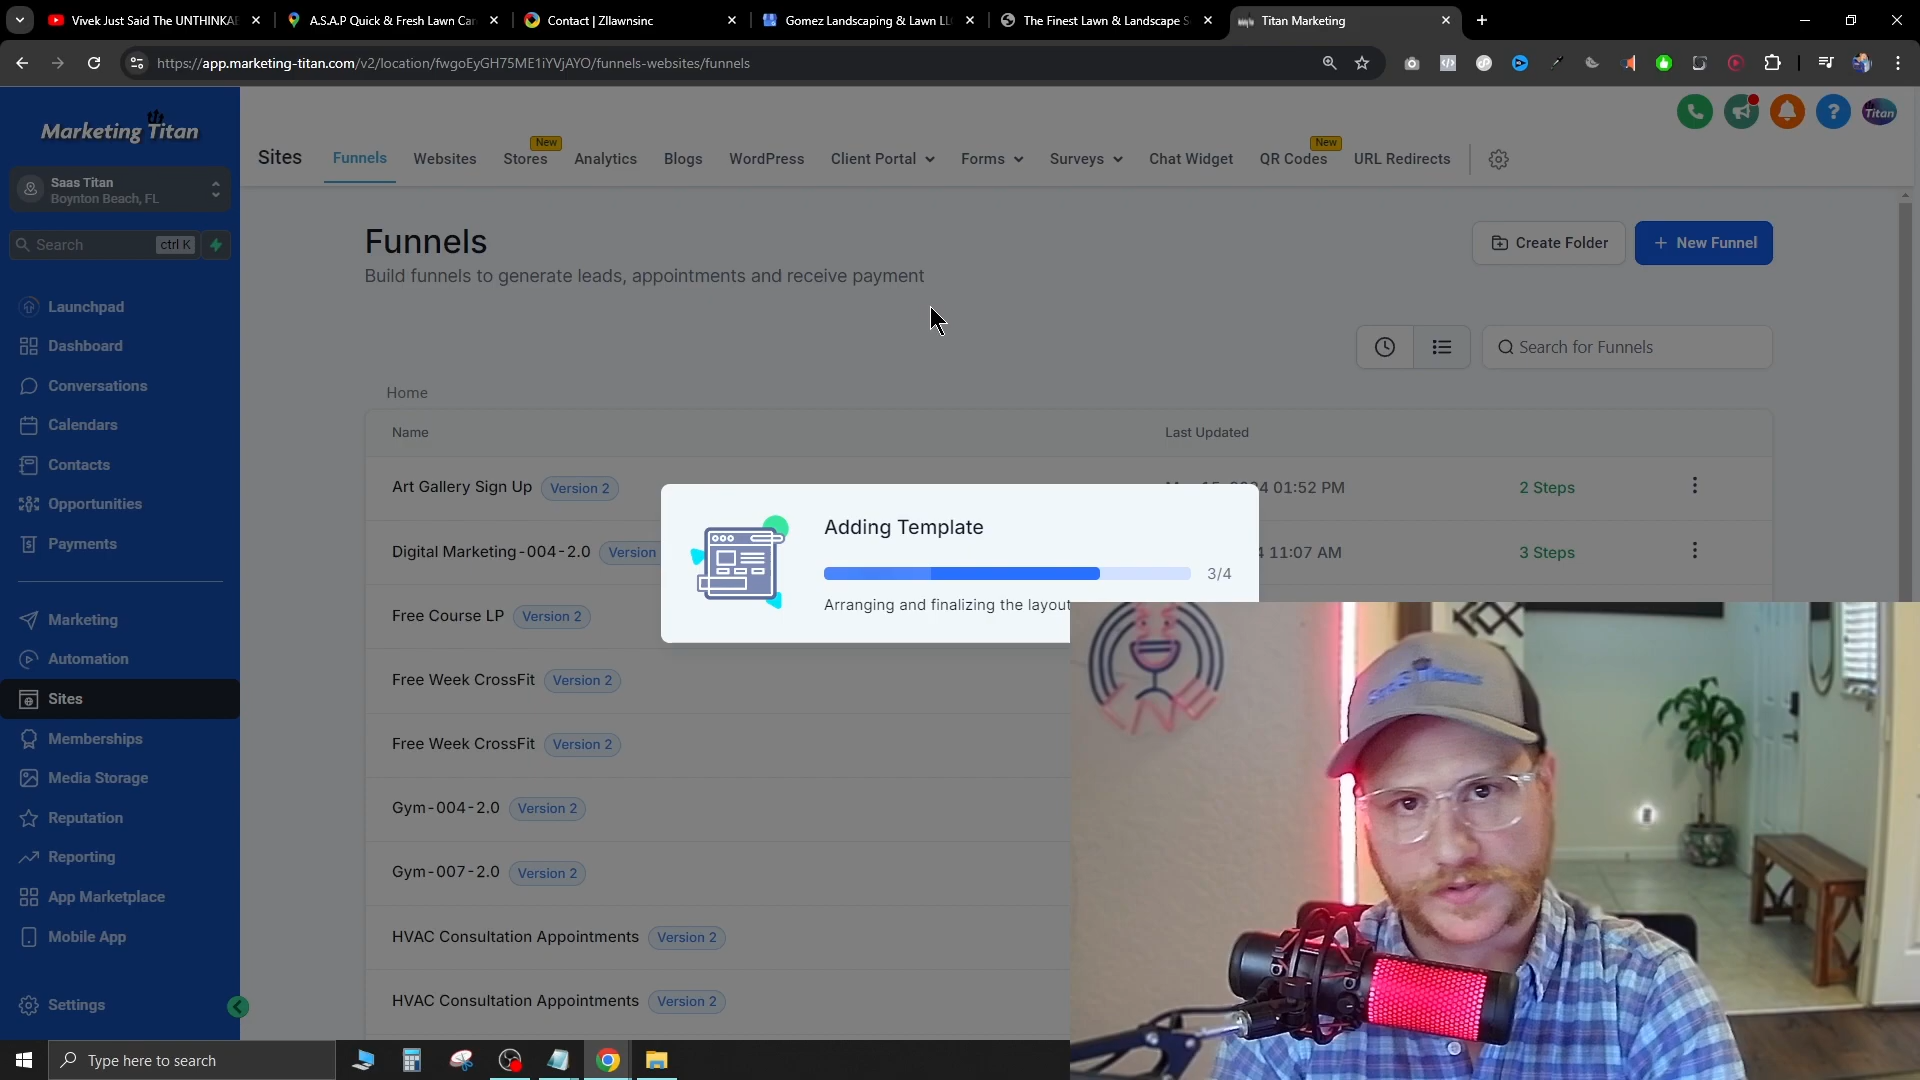 Vivek Just Said The UNTHINKA
A.S.A.P Quick & Fresh Lawn Car
Contact | Zllawnsinc
Gomez Landscaping & Lawn LL
The Finest Lawn & Landscape S
Titan Marketing
https://app.marketing-titan.com/v2/location/fwgoEyGH75ME1iYVjAYO/funnels-websites/funnels
Marketing Titan
Titan
Sites
Funnels
Websites
New
Stores
Analytics
Blogs
WordPress
Client Portal
Forms
Surveys
Chat Widget
New
QR Codes
URL Redirects
Saas Titan
Boynton Beach, FL
Search
ctrl K
Launchpad
Dashboard
Conversations
Calendars
Contacts
Opportunities
Payments
Marketing
Automation
Sites
Memberships
Media Storage
Reputation
Reporting
App Marketplace
Mobile App
Settings
Funnels
Build funnels to generate leads, appointments and receive payment
Create Folder
+ New Funnel
Search for Funnels
Home
Name
Last Updated
Art Gallery Sign Up
Version 2
4 01:52 PM
2 Steps
Digital Marketing-004-2.0
Version
11:07 AM
3 Steps
Free Course LP
Version 2
Free Week CrossFit
Version 2
Free Week CrossFit
Version 2
Gym-004-2.0
Version 2
Gym-007-2.0
Version 2
HVAC Consultation Appointments
Version 2
HVAC Consultation Appointments
Version 2
Adding Template
3/4
Arranging and finalizing the layout
Type here to search